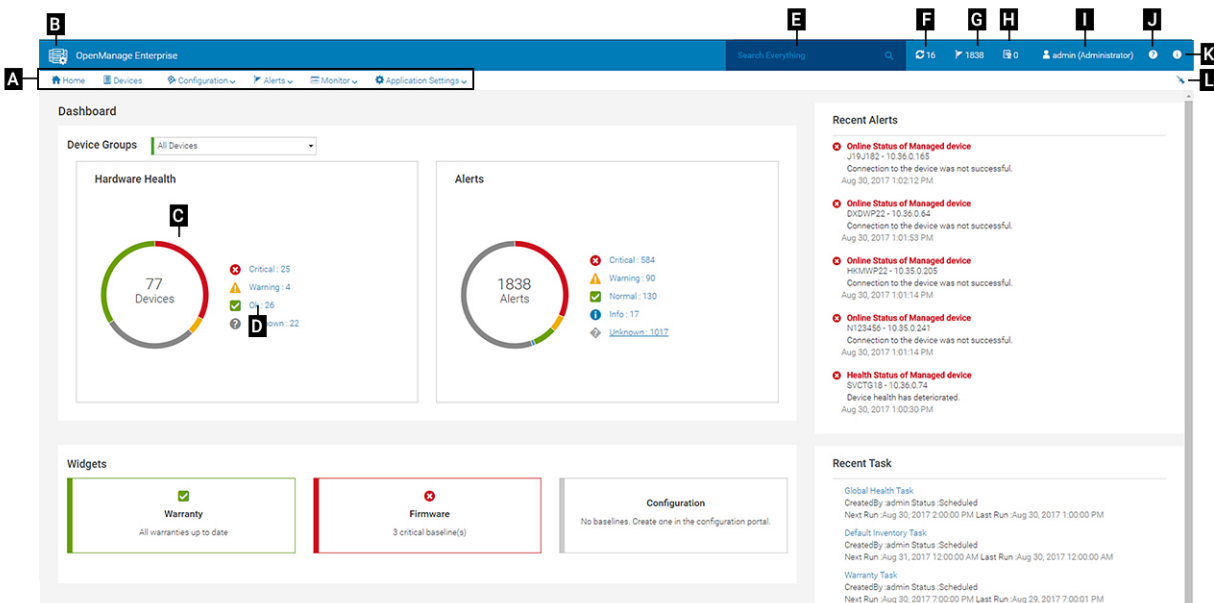 B
E
F
G
H
I
J
OpenManage Enterprise
Search Everything
16
1838
0
admin (Administrator)
K
A
Home
Devices
Configuration
Alerts
Monitor
Application Settings
L
Dashboard
Device Groups
All Devices
Hardware Health
C
77
Devices
Critical : 25
Warning : 4
: 26
D
: 22
Alerts
1838
Alerts
Critical : 584
Warning : 90
Normal : 130
Info : 17
Unknown : 1017
Recent Alerts
Online Status of Managed device
J19J182 - 10.36.0.165
Connection to the device was not successful.
Aug 30, 2017 1:02:12 PM
Online Status of Managed device
DXDWP22 - 10.36.0.64
Connection to the device was not successful.
Aug 30, 2017 1:01:53 PM
Online Status of Managed device
HKMWP22 - 10.35.0.205
Connection to the device was not successful.
Aug 30, 2017 1:01:14 PM
Online Status of Managed device
N123456 - 10.35.0.241
Connection to the device was not successful.
Aug 30, 2017 1:01:14 PM
Health Status of Managed device
SVCTG18 - 10.36.0.74
Device health has deteriorated.
Aug 30, 2017 1:00:30 PM
Widgets
Warranty
All warranties up to date
Firmware
3 critical baseline(s)
Configuration
No baselines. Create one in the configuration portal.
Recent Task
Global Health Task
CreatedBy :admin Status :Scheduled
Next Run :Aug 30, 2017 2:00:00 PM Last Run :Aug 30, 2017 1:00:00 PM
Default Inventory Task
CreatedBy :admin Status :Scheduled
Next Run :Aug 31, 2017 12:00:00 AM Last Run :Aug 30, 2017 12:00:00 AM
Warranty Task
CreatedBy :admin Status :Scheduled
Next Run :Aug 30, 2017 7:00:00 PM Last Run :Aug 29, 2017 7:00:01 PM